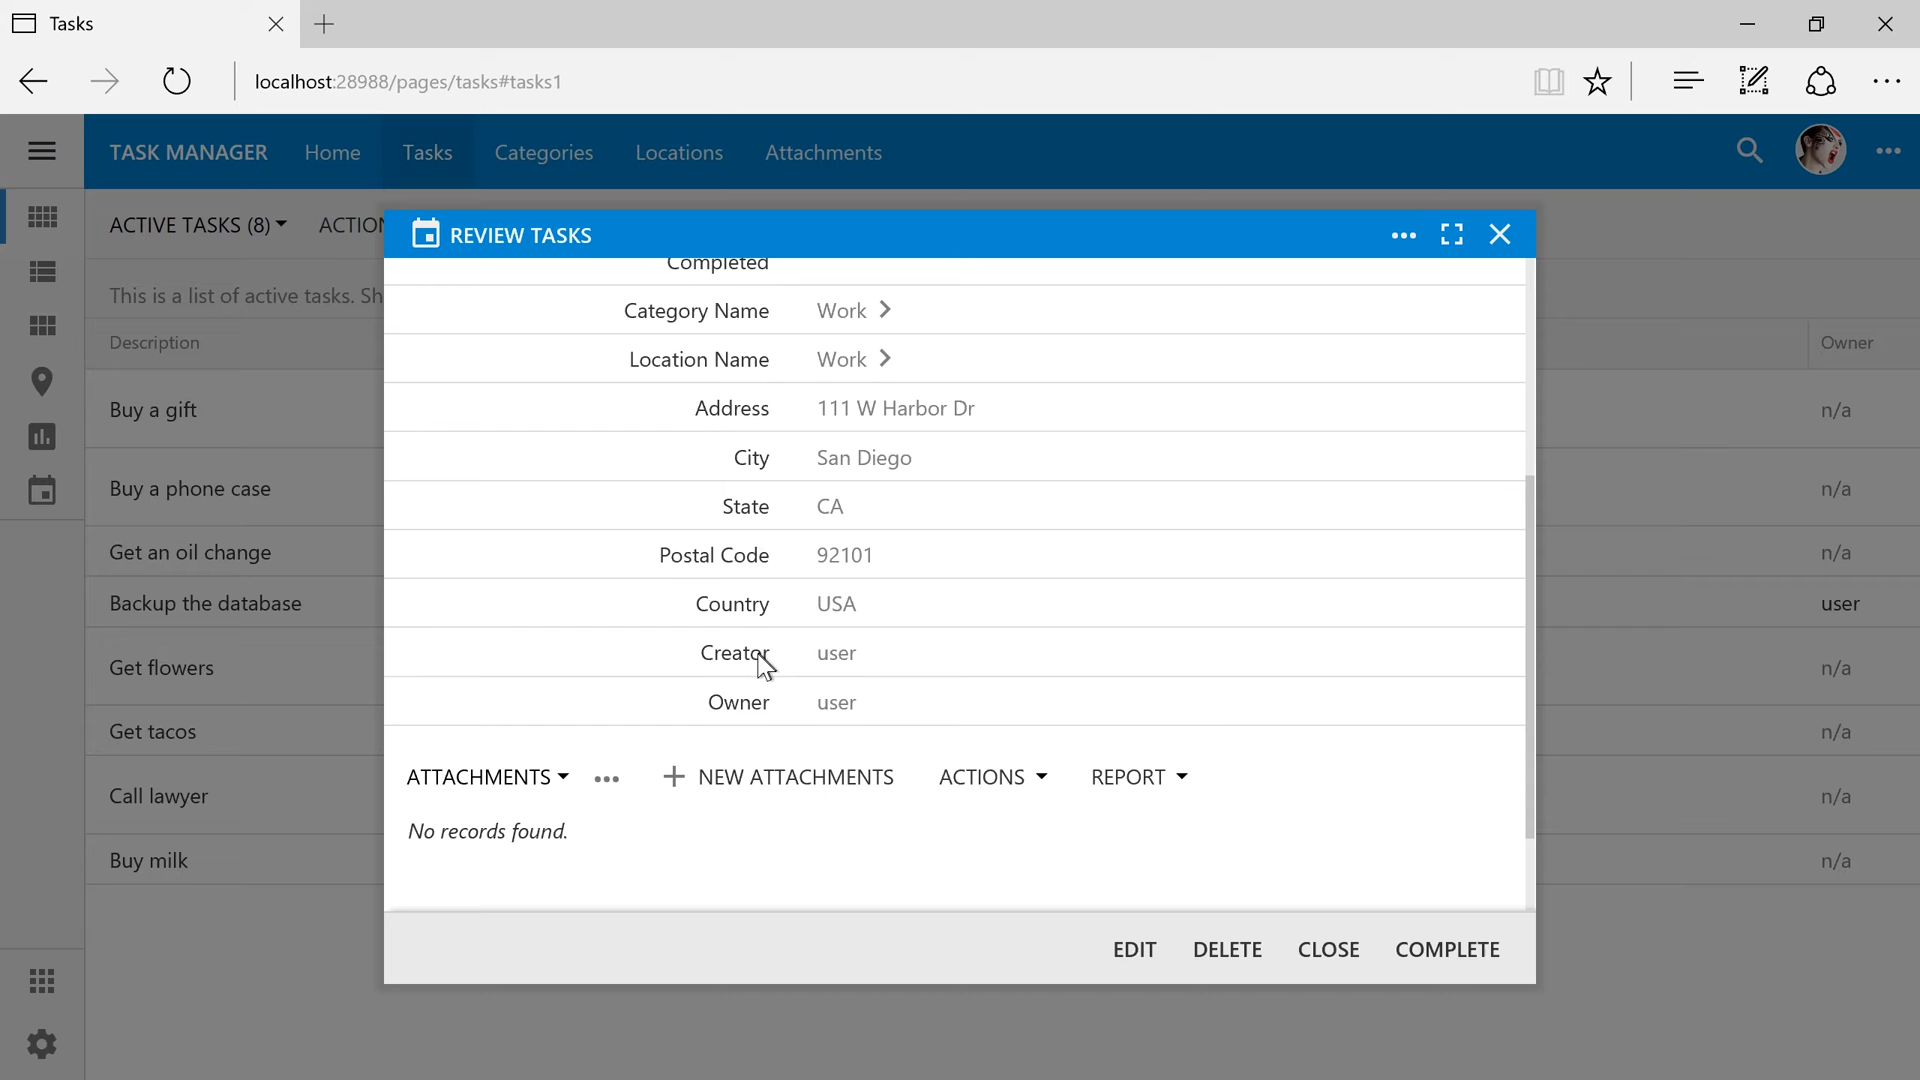 Tasks
localhost:28988/pages/tasks#tasks1
TASK MANAGER Home Tasks Categories Locations Attachments
ACTIVE TASKS (8) ACTION
This is a list of active tasks. Sh
Description Owner
Buy a gift n/a
Buy a phone case n/a
Get an oil change n/a
Backup the database user
Get flowers n/a
Get tacos n/a
Call lawyer n/a
Buy milk n/a
REVIEW TASKS
Completed
Category Name Work
Location Name Work
Address 111 W Harbor Dr
City San Diego
State CA
Postal Code 92101
Country USA
Creator user
Owner user
ATTACHMENTS NEW ATTACHMENTS ACTIONS REPORT
No records found.
EDIT DELETE CLOSE COMPLETE